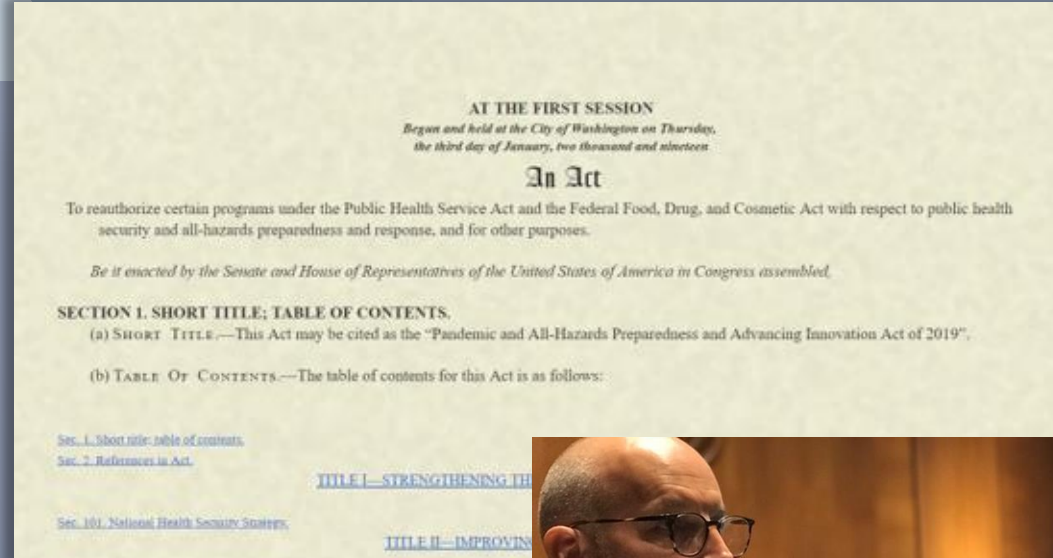 AT THE FIRST SESSION
Begun and held at the City of Washington on Thursday,
the third day of January, two thousand and nineteen
An Act
To reauthorize certain programs under the Public Health Service Act and the Federal Food, Drug, and Cosmetic Act with respect to public health
security and all-hazards preparedness and response, and for other purposes.
Be it enacted by the Senate and House of Representatives of the United States of America in Congress assembled,
SECTION 1. SHORT TITLE; TABLE OF CONTENTS.
(a) SHORT TITLE.—This Act may be cited as the “Pandemic and All-Hazards Preparedness and Advancing Innovation Act of 2019”.
(b) TABLE OF CONTENTS.—The table of contents for this Act is as follows:
Sec. 1. Short title; table of contents.
Sec. 2. References in Act.
TITLE I—STRENGTHENING TH
Sec. 101. National Health Security Strategy.
TITLE II—IMPROVING